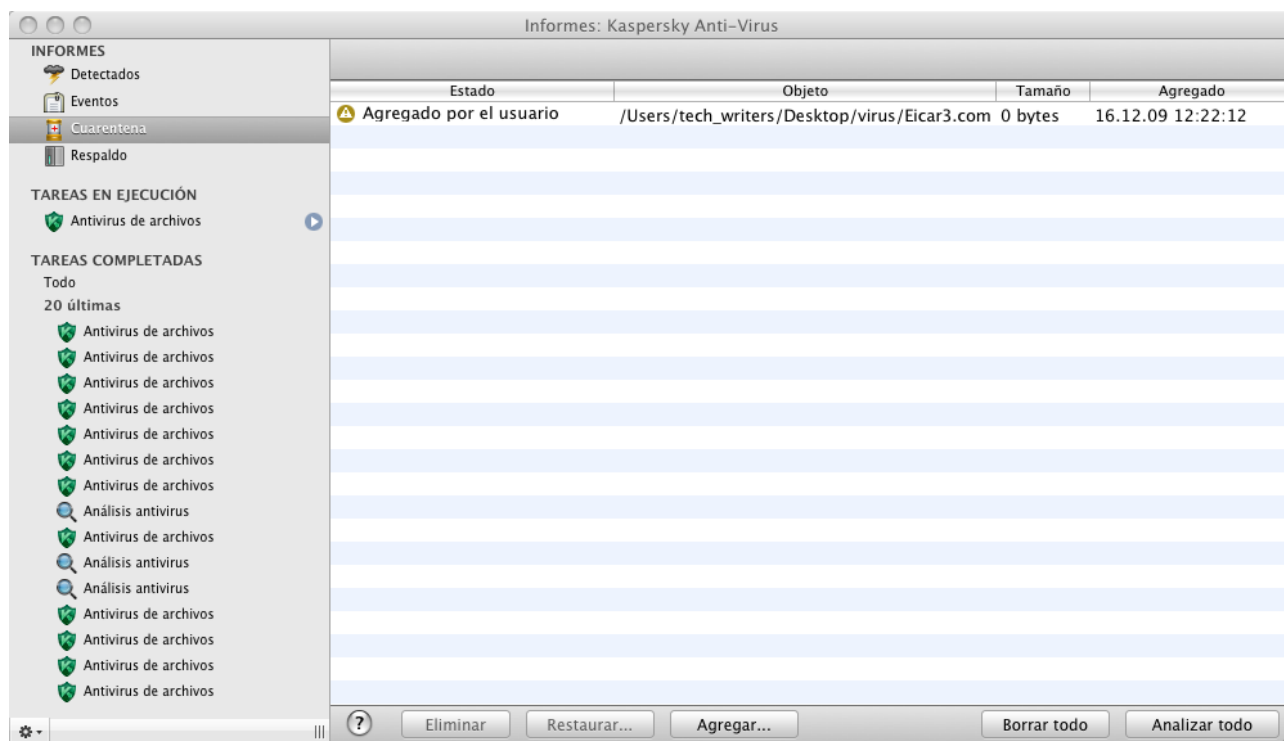 Informes: Kaspersky Anti-Virus
INFORMES
Detectados
Eventos
Cuarentena
Respaldo
TAREAS EN EJECUCIÓN
Antivirus de archivos
TAREAS COMPLETADAS
Todo
20 últimas
Antivirus de archivos
Antivirus de archivos
Antivirus de archivos
Antivirus de archivos
Antivirus de archivos
Antivirus de archivos
Antivirus de archivos
Análisis antivirus
Antivirus de archivos
Análisis antivirus
Análisis antivirus
Antivirus de archivos
Antivirus de archivos
Antivirus de archivos
Antivirus de archivos
Estado Objeto Tamaño Agregado
Agregado por el usuario /Users/tech_writers/Desktop/virus/Eicar3.com 0 bytes 16.12.09 12:22:12
? Eliminar Restaurar... Agregar... Borrar todo Analizar todo